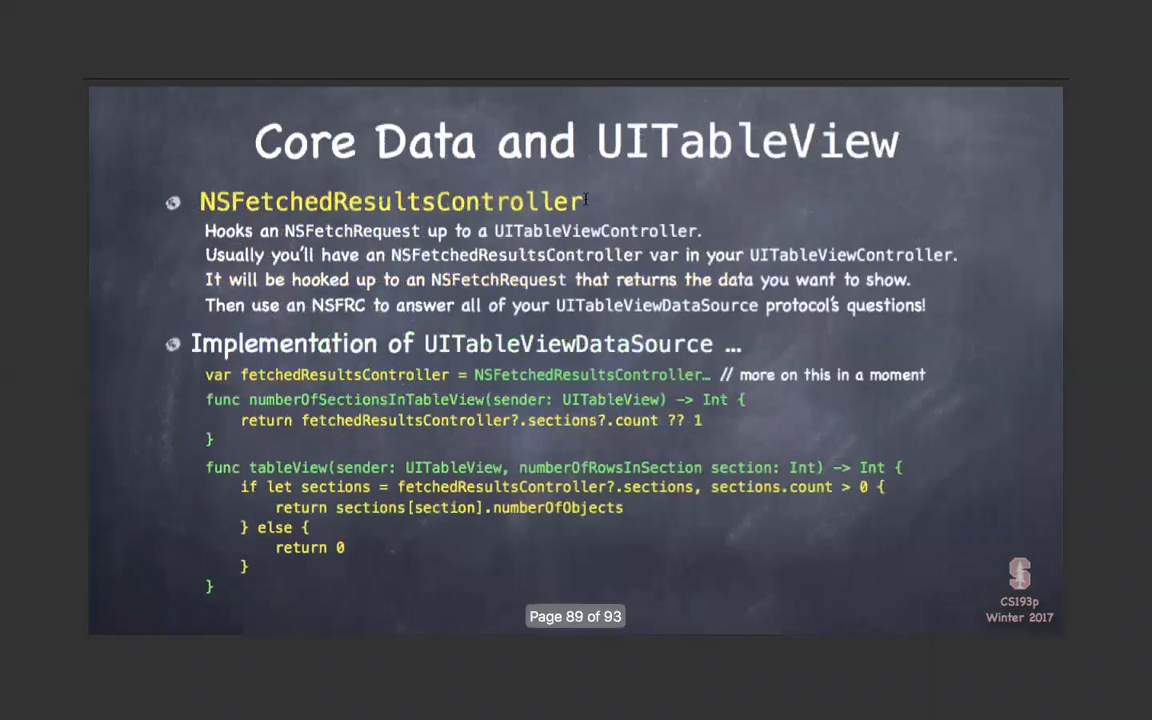 Core Data and UITableView
NSFetchedResultsController
Hooks an NSFetchRequest up to a UITableViewController.
Usually you'll have an NSFetchedResultsController var in your UITableViewController.
It will be hooked up to an NSFetchRequest that returns the data you want to show.
Then use an NSFRC to answer all of your UITableViewDataSource protocol's questions!
Implementation of UITableViewDataSource ...
var fetchedResultsController = NSFetchedResultsController… // more on this in a moment
func numberOfSectionsInTableView(sender: UITableView) -> Int {
return fetchedResultsController?.sections?.count ?? 1
}
func tableView(sender: UITableView, numberOfRowsInSection section: Int) -> Int {
if let sections = fetchedResultsController?.sections, sections.count > 0 {
return sections[section].numberOfObjects
} else {
return 0
}
}
Page 89 of 93
CS193p
Winter 2017